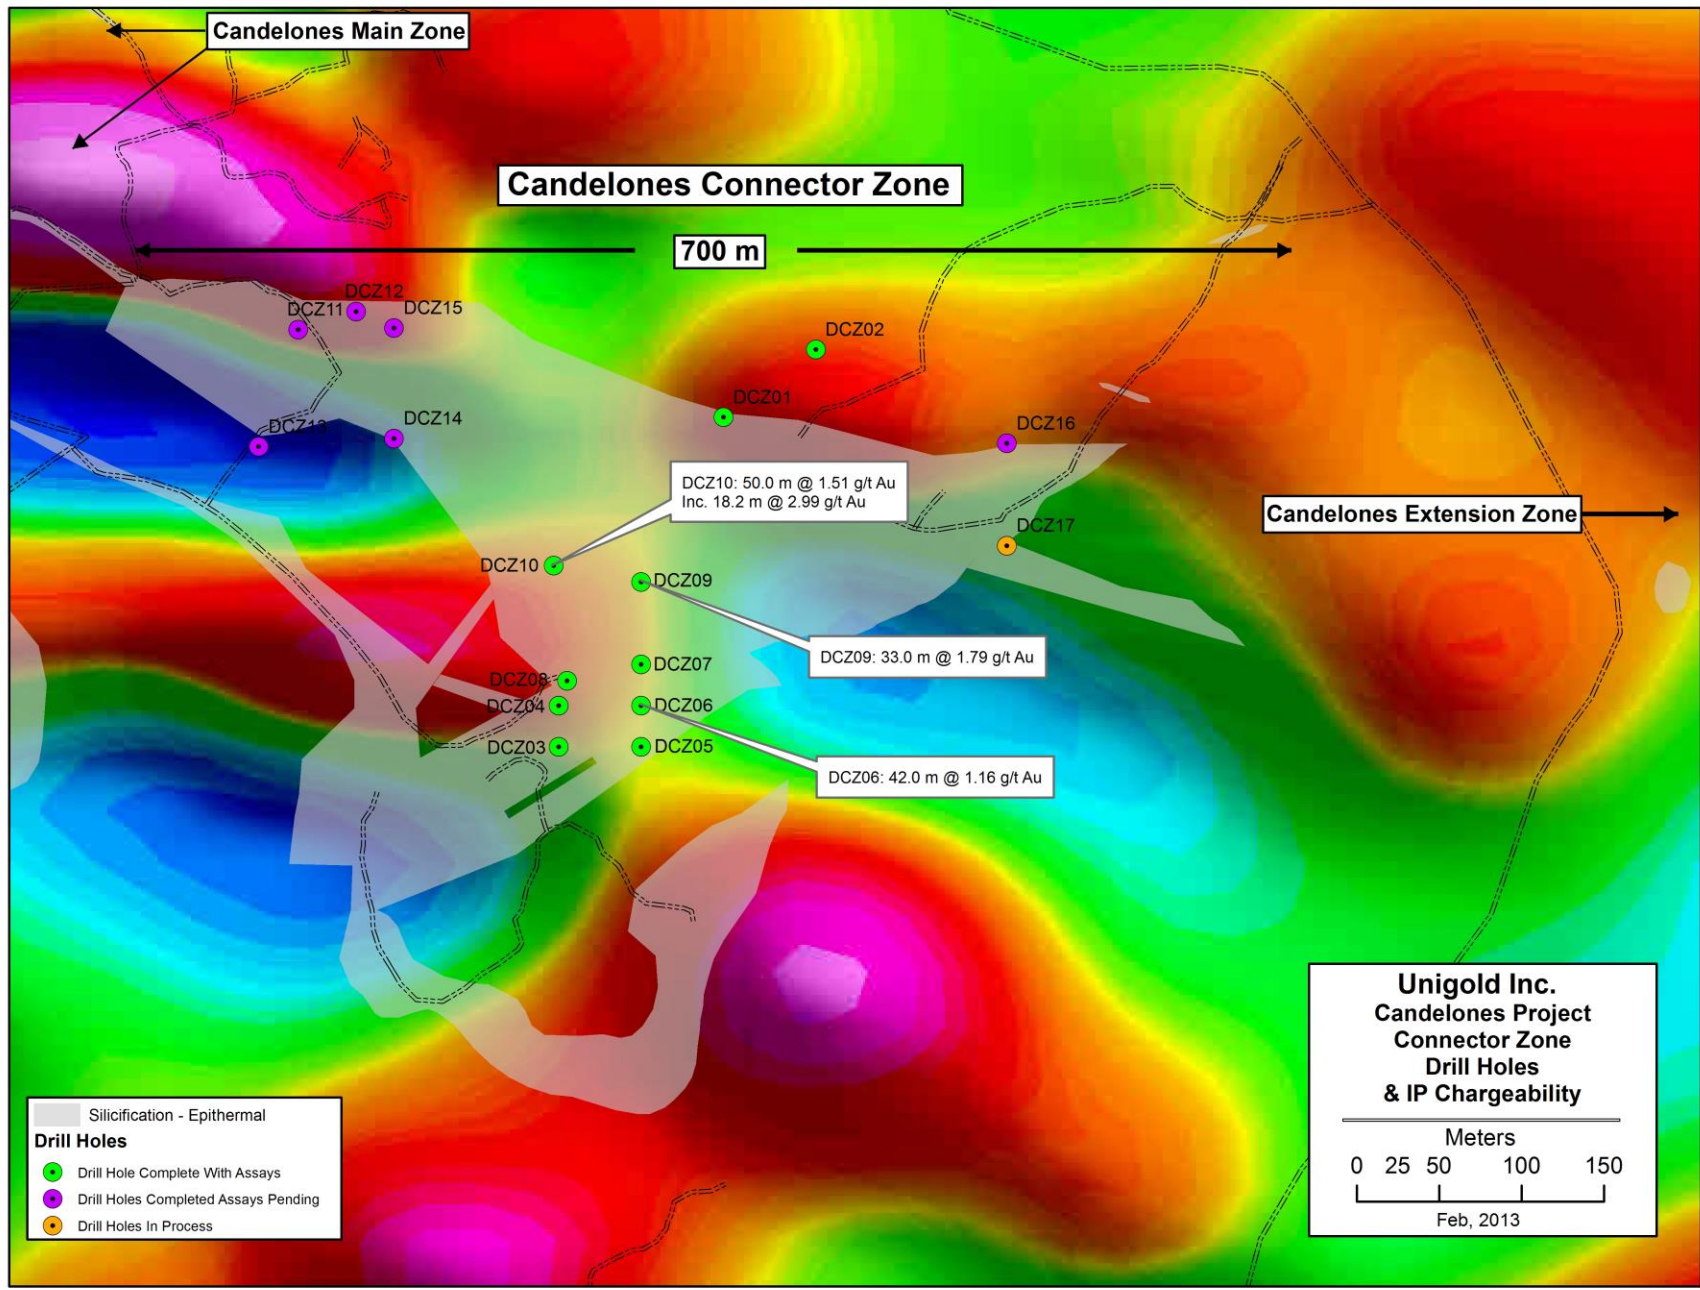 Candelones Main Zone
Candelones Connector Zone
700 m
DCZ12
DCZ11
DCZ15
DCZ02
DCZ01
DCZ13
DCZ14
DCZ16
DCZ10: 50.0 m @ 1.51 g/t Au
Inc. 18.2 m @ 2.99 g/t Au
Candelones Extension Zone
DCZ17
DCZ10
DCZ09
DCZ09: 33.0 m @ 1.79 g/t Au
DCZ07
DCZ08
DCZ04
DCZ06
DCZ03
DCZ05
DCZ06: 42.0 m @ 1.16 g/t Au
Unigold Inc.
Candelones Project
Connector Zone
Drill Holes
& IP Chargeability
Meters
0 25 50 100 150
Feb, 2013
Silicification - Epithermal
Drill Holes
Drill Hole Complete With Assays
Drill Holes Completed Assays Pending
Drill Holes In Process